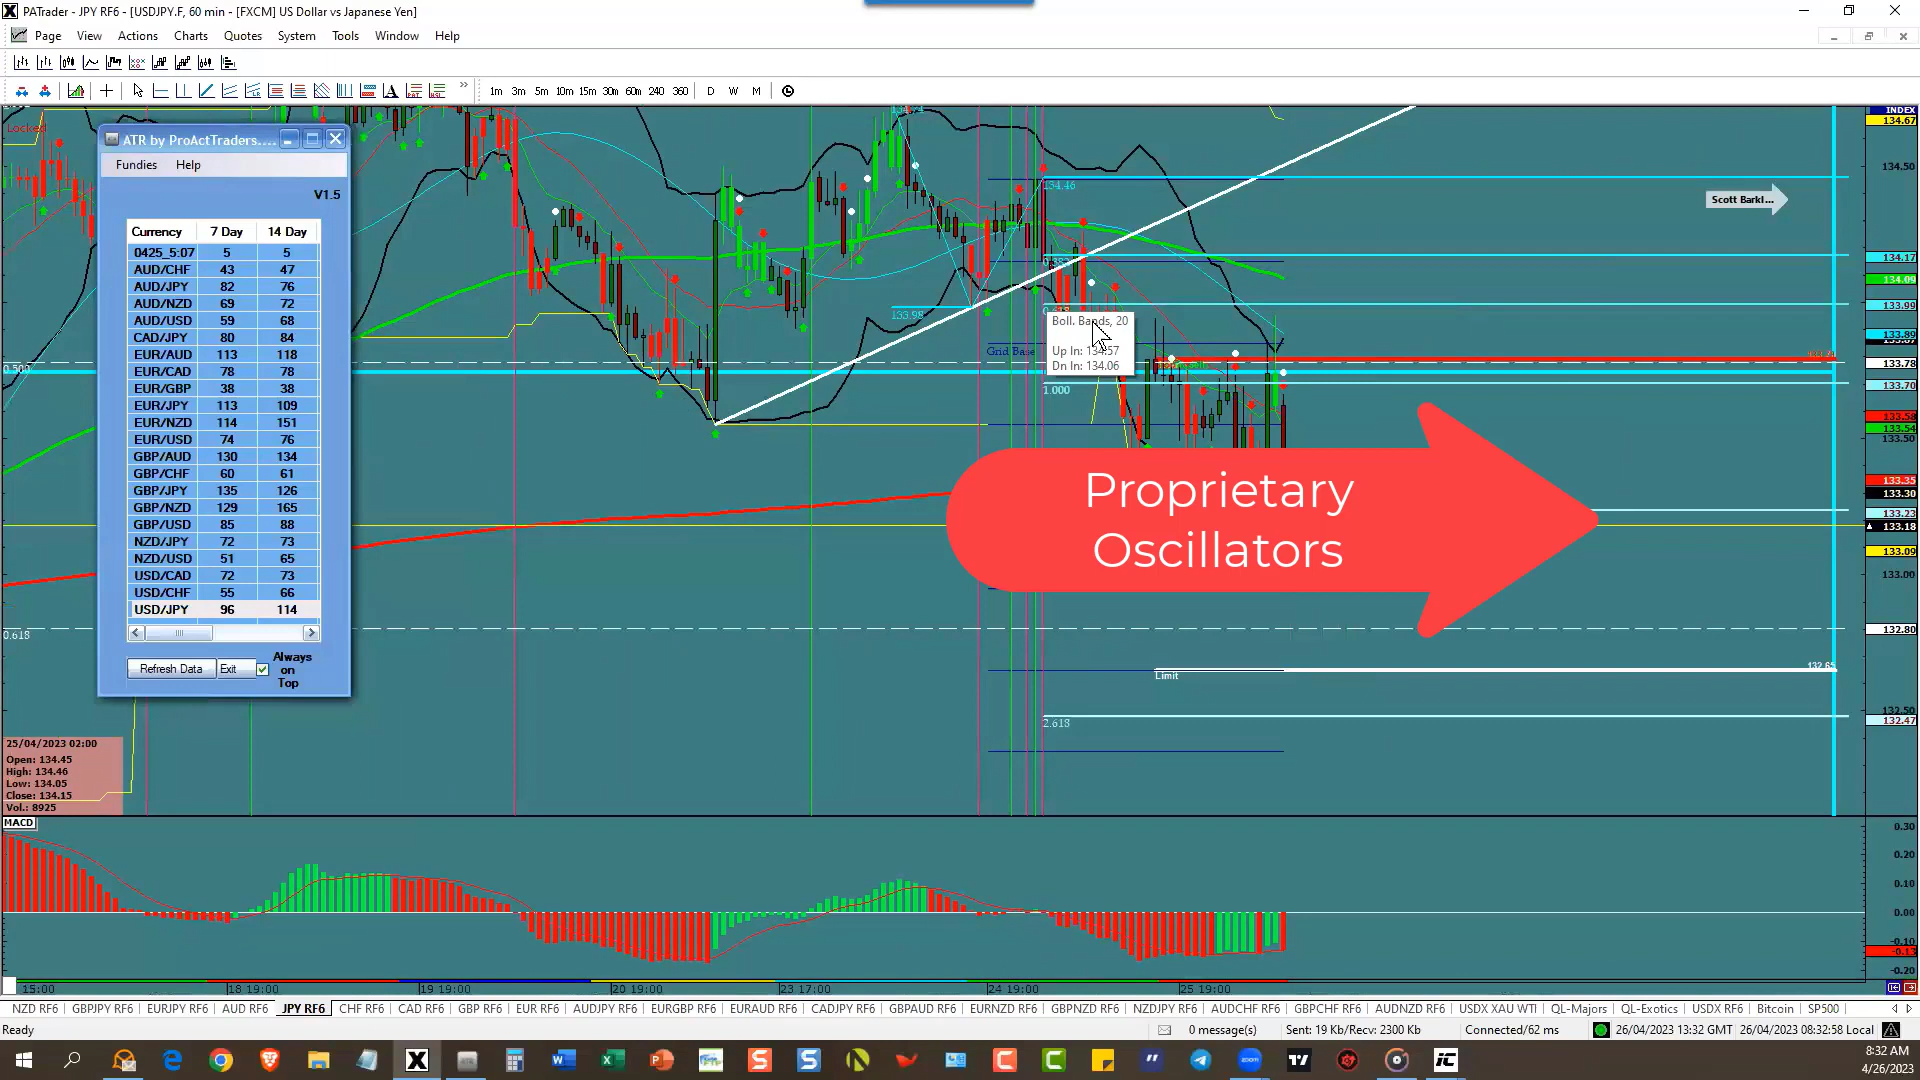 PATrader - JPY RF6 - [USDJPY.F, 60 min - [FXCM] US Dollar vs Japanese Yen]
Page View Actions Charts Quotes System Tools Window Help
1m 3m 5m 10m 15m 30m 60m 240 360 D W M
Locked
ATR by ProActTraders....
Fundies Help
V1.5
Currency 7 Day 14 Day
0425_5:07 5 5
AUD/CHF 43 47
AUD/JPY 82 76
AUD/NZD 69 72
AUD/USD 59 68
CAD/JPY 80 84
EUR/AUD 113 118
EUR/CAD 78 78
EUR/GBP 38 38
EUR/JPY 113 109
EUR/NZD 114 151
EUR/USD 74 76
GBP/AUD 130 134
GBP/CHF 60 61
GBP/JPY 135 126
GBP/NZD 129 165
GBP/USD 85 88
NZD/JPY 72 73
NZD/USD 51 65
USD/CAD 72 73
USD/CHF 55 66
USD/JPY 96 114
Refresh Data Exit Always on Top
0.500
0.618
134.46
133.98
Grid Base
Boll. Bands, 20
Up In: 134.57
Dn In: 134.06
1.000
Proprietary
Oscillators
Scott Barkl...
132.65
Limit
2.618
INDEX
134.67
134.50
134.17
134.09
133.99
133.89
133.78
133.70
133.58
133.54
133.50
133.35
133.30
133.23
133.18
133.09
133.00
132.80
132.50
132.47
25/04/2023 02:00
Open: 134.45
High: 134.46
Low: 134.05
Close: 134.15
Vol.: 8925
MACD
0.30
0.20
0.10
0.00
-0.10
-0.13
-0.20
15:00 18 19:00 19 19:00 20 19:00 23 17:00 24 19:00 25 19:00
NZD RF6 GBPJPY RF6 EURJPY RF6 AUD RF6 JPY RF6 CHF RF6 CAD RF6 GBP RF6 EUR RF6 AUDJPY RF6 EURGBP RF6 EURAUD RF6 CADJPY RF6 GBPAUD RF6 EURNZD RF6 GBPNZD RF6 NZDJPY RF6 AUDCHF RF6 GBPCHF RF6 AUDNZD RF6 USDX XAU WTI QL-Majors QL-Exotics USDX RF6 Bitcoin SP500
Ready 0 message(s) Sent: 19 Kb/Recv: 2300 Kb Connected/62 ms 26/04/2023 13:32 GMT 26/04/2023 08:32:58 Local
8:32 AM
4/26/2023